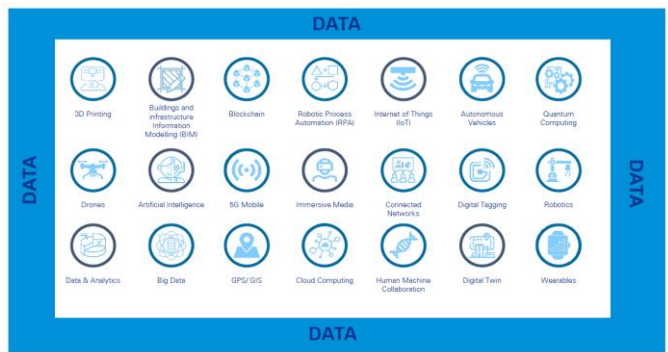 DATA
DATA
DATA
3D Printing
Buildings and
infrastructure
Information
Modelling (BIM)
Blockchain
Robotic Process
Automation (RPA)
Internet of Things
(IoT)
Autonomous
Vehicles
Quantum
Computing
Drones
Artificial Intelligence
5G Mobile
Immersive Media
Connected
Networks
Digital Tagging
Robotics
Data & Analytics
Big Data
GPS/ GIS
Cloud Computing
Human Machine
Collaboration
Digital Twin
Wearables
DATA